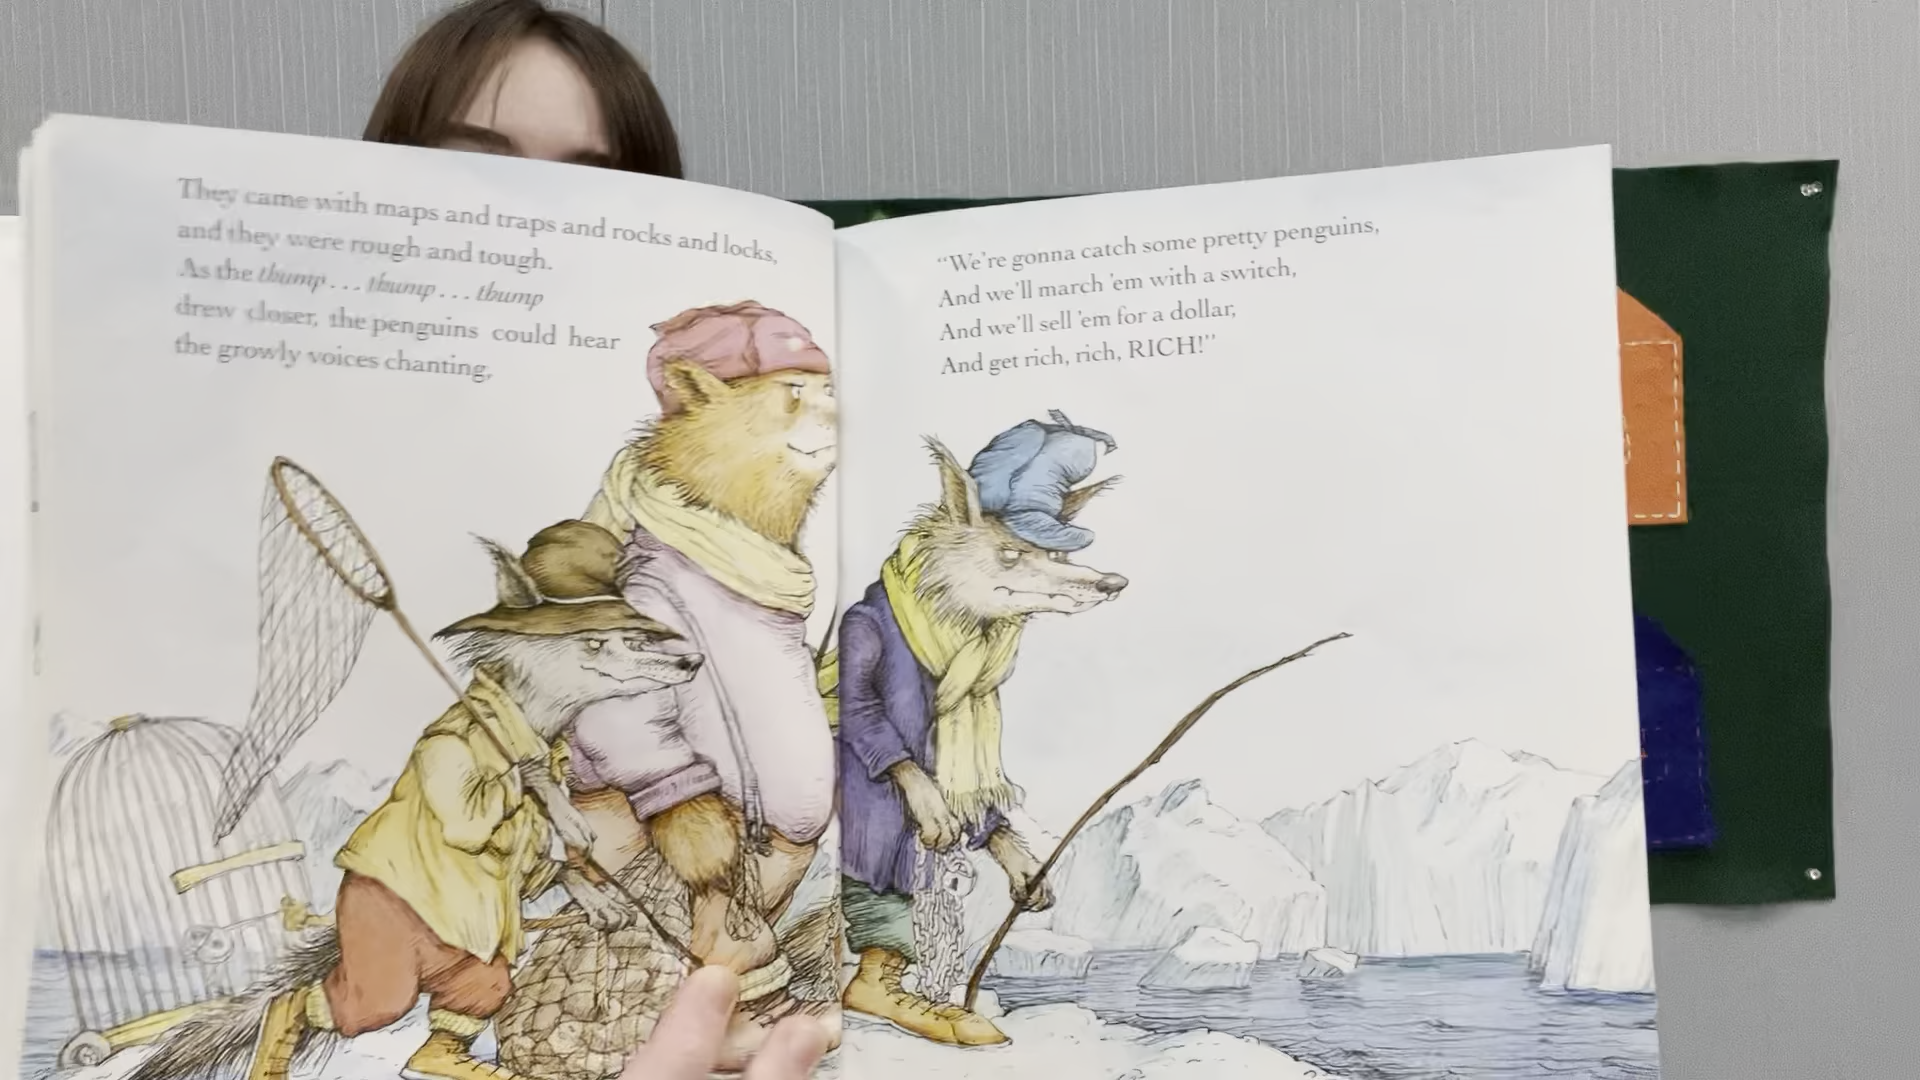 They came with maps and traps and rocks and locks,
and they were rough and tough.
As the thump . . . thump . . . thump
drew closer, the penguins could hear
the growly voices chanting,
“We’re gonna catch some pretty penguins,
And we’ll march ’em with a switch,
And we’ll sell ’em for a dollar,
And get rich, rich, RICH!”